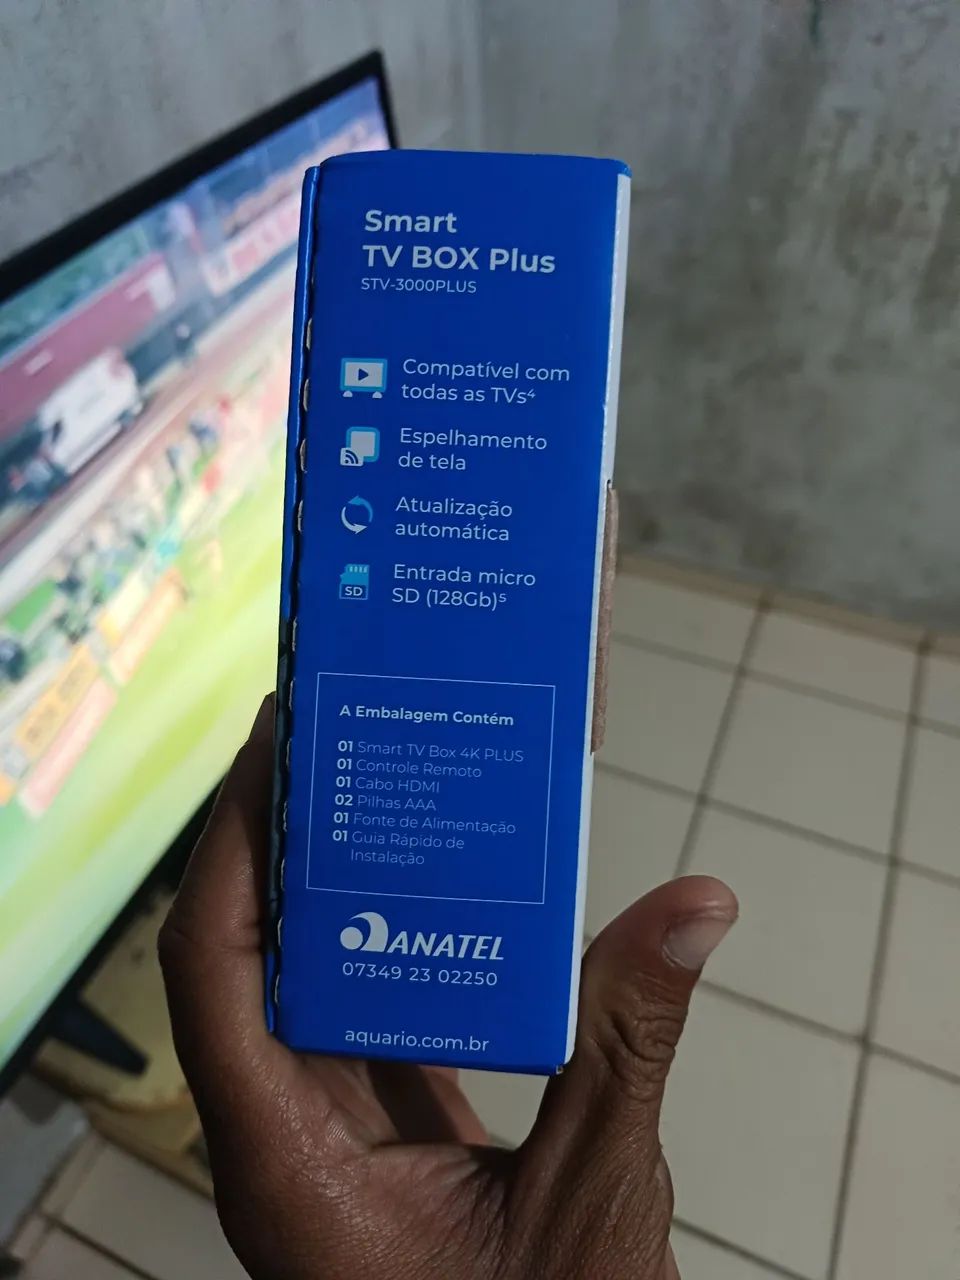 Smart
TV BOX Plus
STV-3000PLUS
Compatível com
todas as TVs⁴
Espelhamento
de tela
Atualização
automática
SD
Entrada micro
SD (128Gb)⁵
A Embalagem Contém
01 Smart TV Box 4K PLUS
01 Controle Remoto
01 Cabo HDMI
02 Pilhas AAA
01 Fonte de Alimentação
01 Guia Rápido de
Instalação
ANATEL
07349 23 02250
aquario.com.br